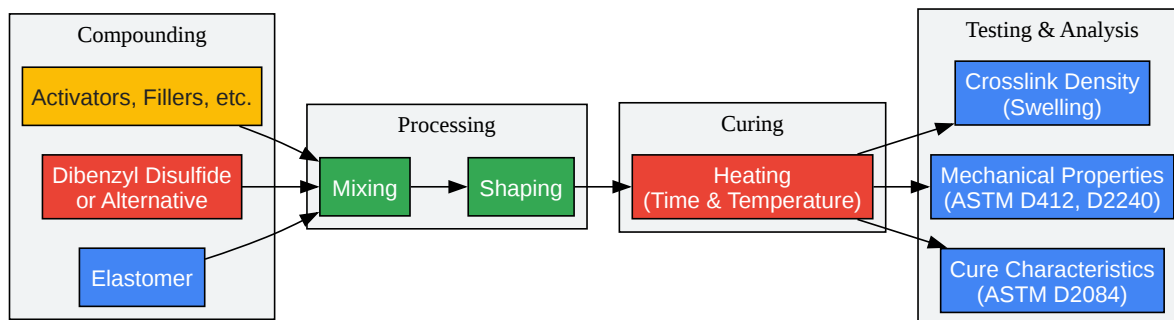 Compounding
Activators, Fillers, etc.
Dibenzyl Disulfide
or Alternative
Elastomer
Processing
Mixing
Shaping
Curing
Heating
(Time & Temperature)
Testing & Analysis
Crosslink Density
(Swelling)
Mechanical Properties
(ASTM D412, D2240)
Cure Characteristics
(ASTM D2084)